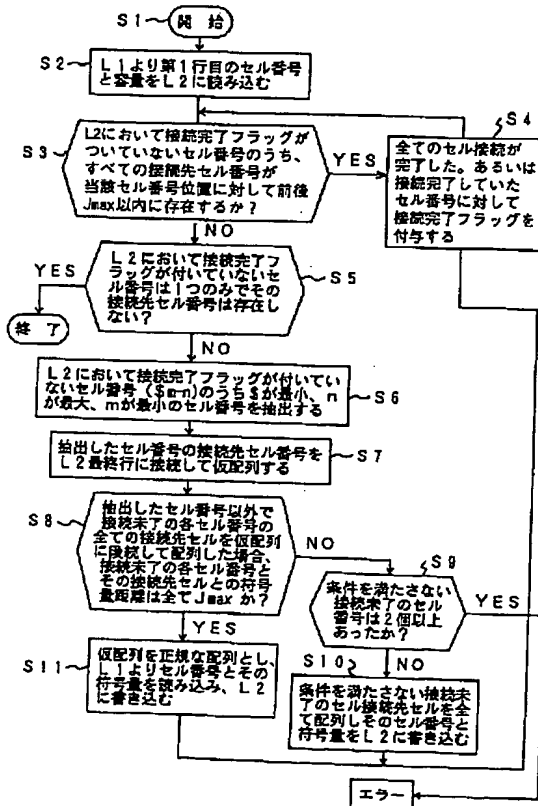 S1
開 始
S2
L1より第1行目のセル番号
と容量をL2に読み込む
S3
L2において接続完了フラッグが
ついていないセル番号のうち、
すべての接続先セル番号が
当該セル番号位置に対して前後
Jmax以内に存在するか?
YES
NO
S4
全てのセル接続が
完了した。あるいは
接続完了していた
セル番号に対して
接続完了フラッグを
付与する
S5
L2において接続完了フ
ラッグが付いていないセ
ル番号は1つのみでその
接続先セル番号は存在し
ない?
YES
終 了
NO
S6
L2において接続完了フラッグが付いてい
ないセル番号($m-n)のうち$が最小、n
が最大、mが最小のセル番号を抽出する
S7
抽出したセル番号の接続先セル番号を
L2最終行に接続して仮配列する
S8
抽出したセル番号以外で
接続未了の各セル番号の
全ての接続先セルを仮配列
に後続して配列した場合、
接続未了の各セル番号と
その接続先セルとの符号
量距離は全てJmaxか?
NO
YES
S9
条件を満たさない
接続未了のセル
番号は2個以上
あったか?
YES
NO
S10
条件を満たさない接続未
了のセル接続先セルを全
て配列しそのセル番号と
符号量をL2に書き込む
S11
仮配列を正規な配列とし、
L1よりセル番号とその
符号量を読み込み、L2
に書き込む
エラー